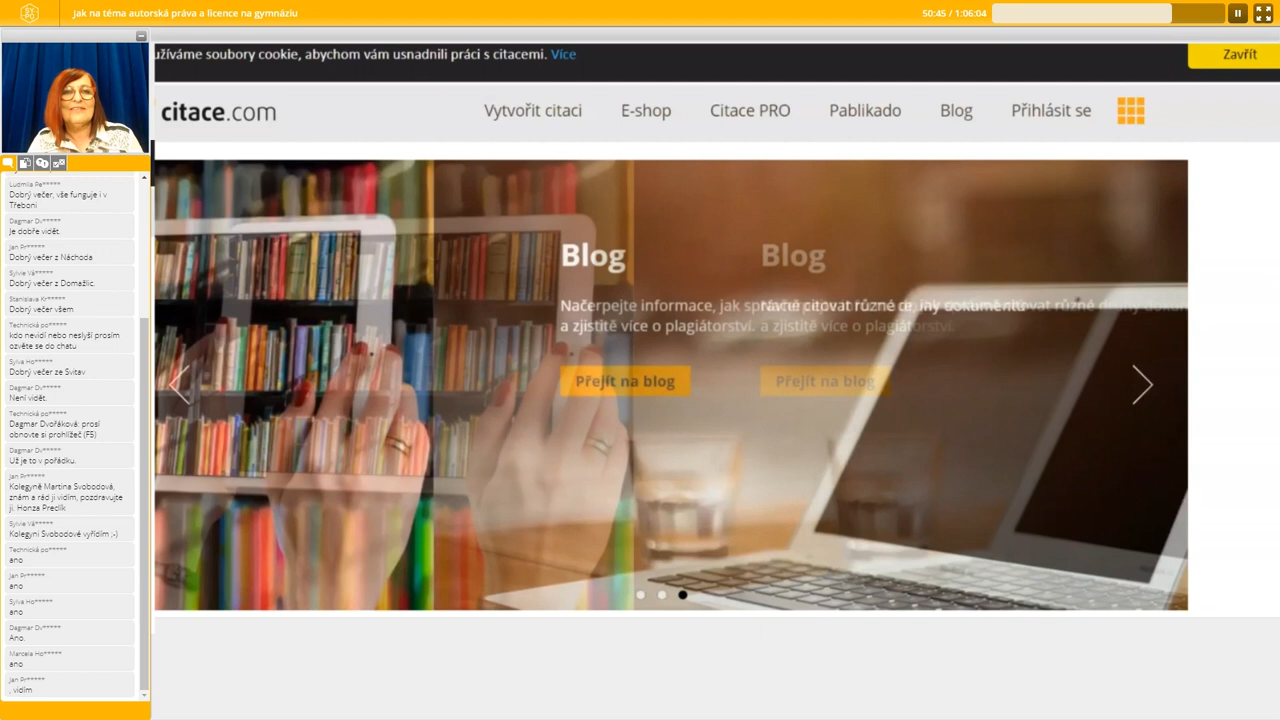 Jak na téma autorská práva a licence na gymnáziu
50:45 / 1:06:04
užíváme soubory cookie, abychom vám usnadnili práci s citacemi. Více
Zavřít
citace.com
Vytvořit citaci
E-shop
Citace PRO
Pablikado
Blog
Přihlásit se
Blog
Blog
Načerpejte informace, jak
a zjistíte více o plagiátorství.
a zjistíte více o plagiátorství.
Přejít na blog
Přejít na blog
Ludmila Pe*****
Dobrý večer, vše funguje i v
Třeboni
Dagmar Dv*****
Je dobře vidět.
Jan Pr*****
Dobrý večer z Náchoda
Sylvie Vá*****
Dobrý večer z Domažlic.
Stanislava Kr*****
Dobrý večer všem
Technická po*****
kdo nevidí nebo neslyší prosím
ozvěte se do chatu
Sylva Ho*****
Dobrý večer ze Svitav
Dagmar Dv*****
Není vidět.
Technická po*****
Dagmar Dvořáková: prosí
obnovte si prohlížeč (F5)
Dagmar Dv*****
Už je to v pořádku.
Jan Pr*****
Kolegyně Martina Svobodová,
znám a rád ji vidím, pozdravujte
ji. Honza Preclík
Sylvie Vá*****
Kolegyni Svobodové vyřídím ;-)
Technická po*****
ano
Jan Pr*****
ano
Sylva Ho*****
ano
Dagmar Dv*****
Ano.
Marcela Ho*****
ano
Jan Pr*****
, vidím